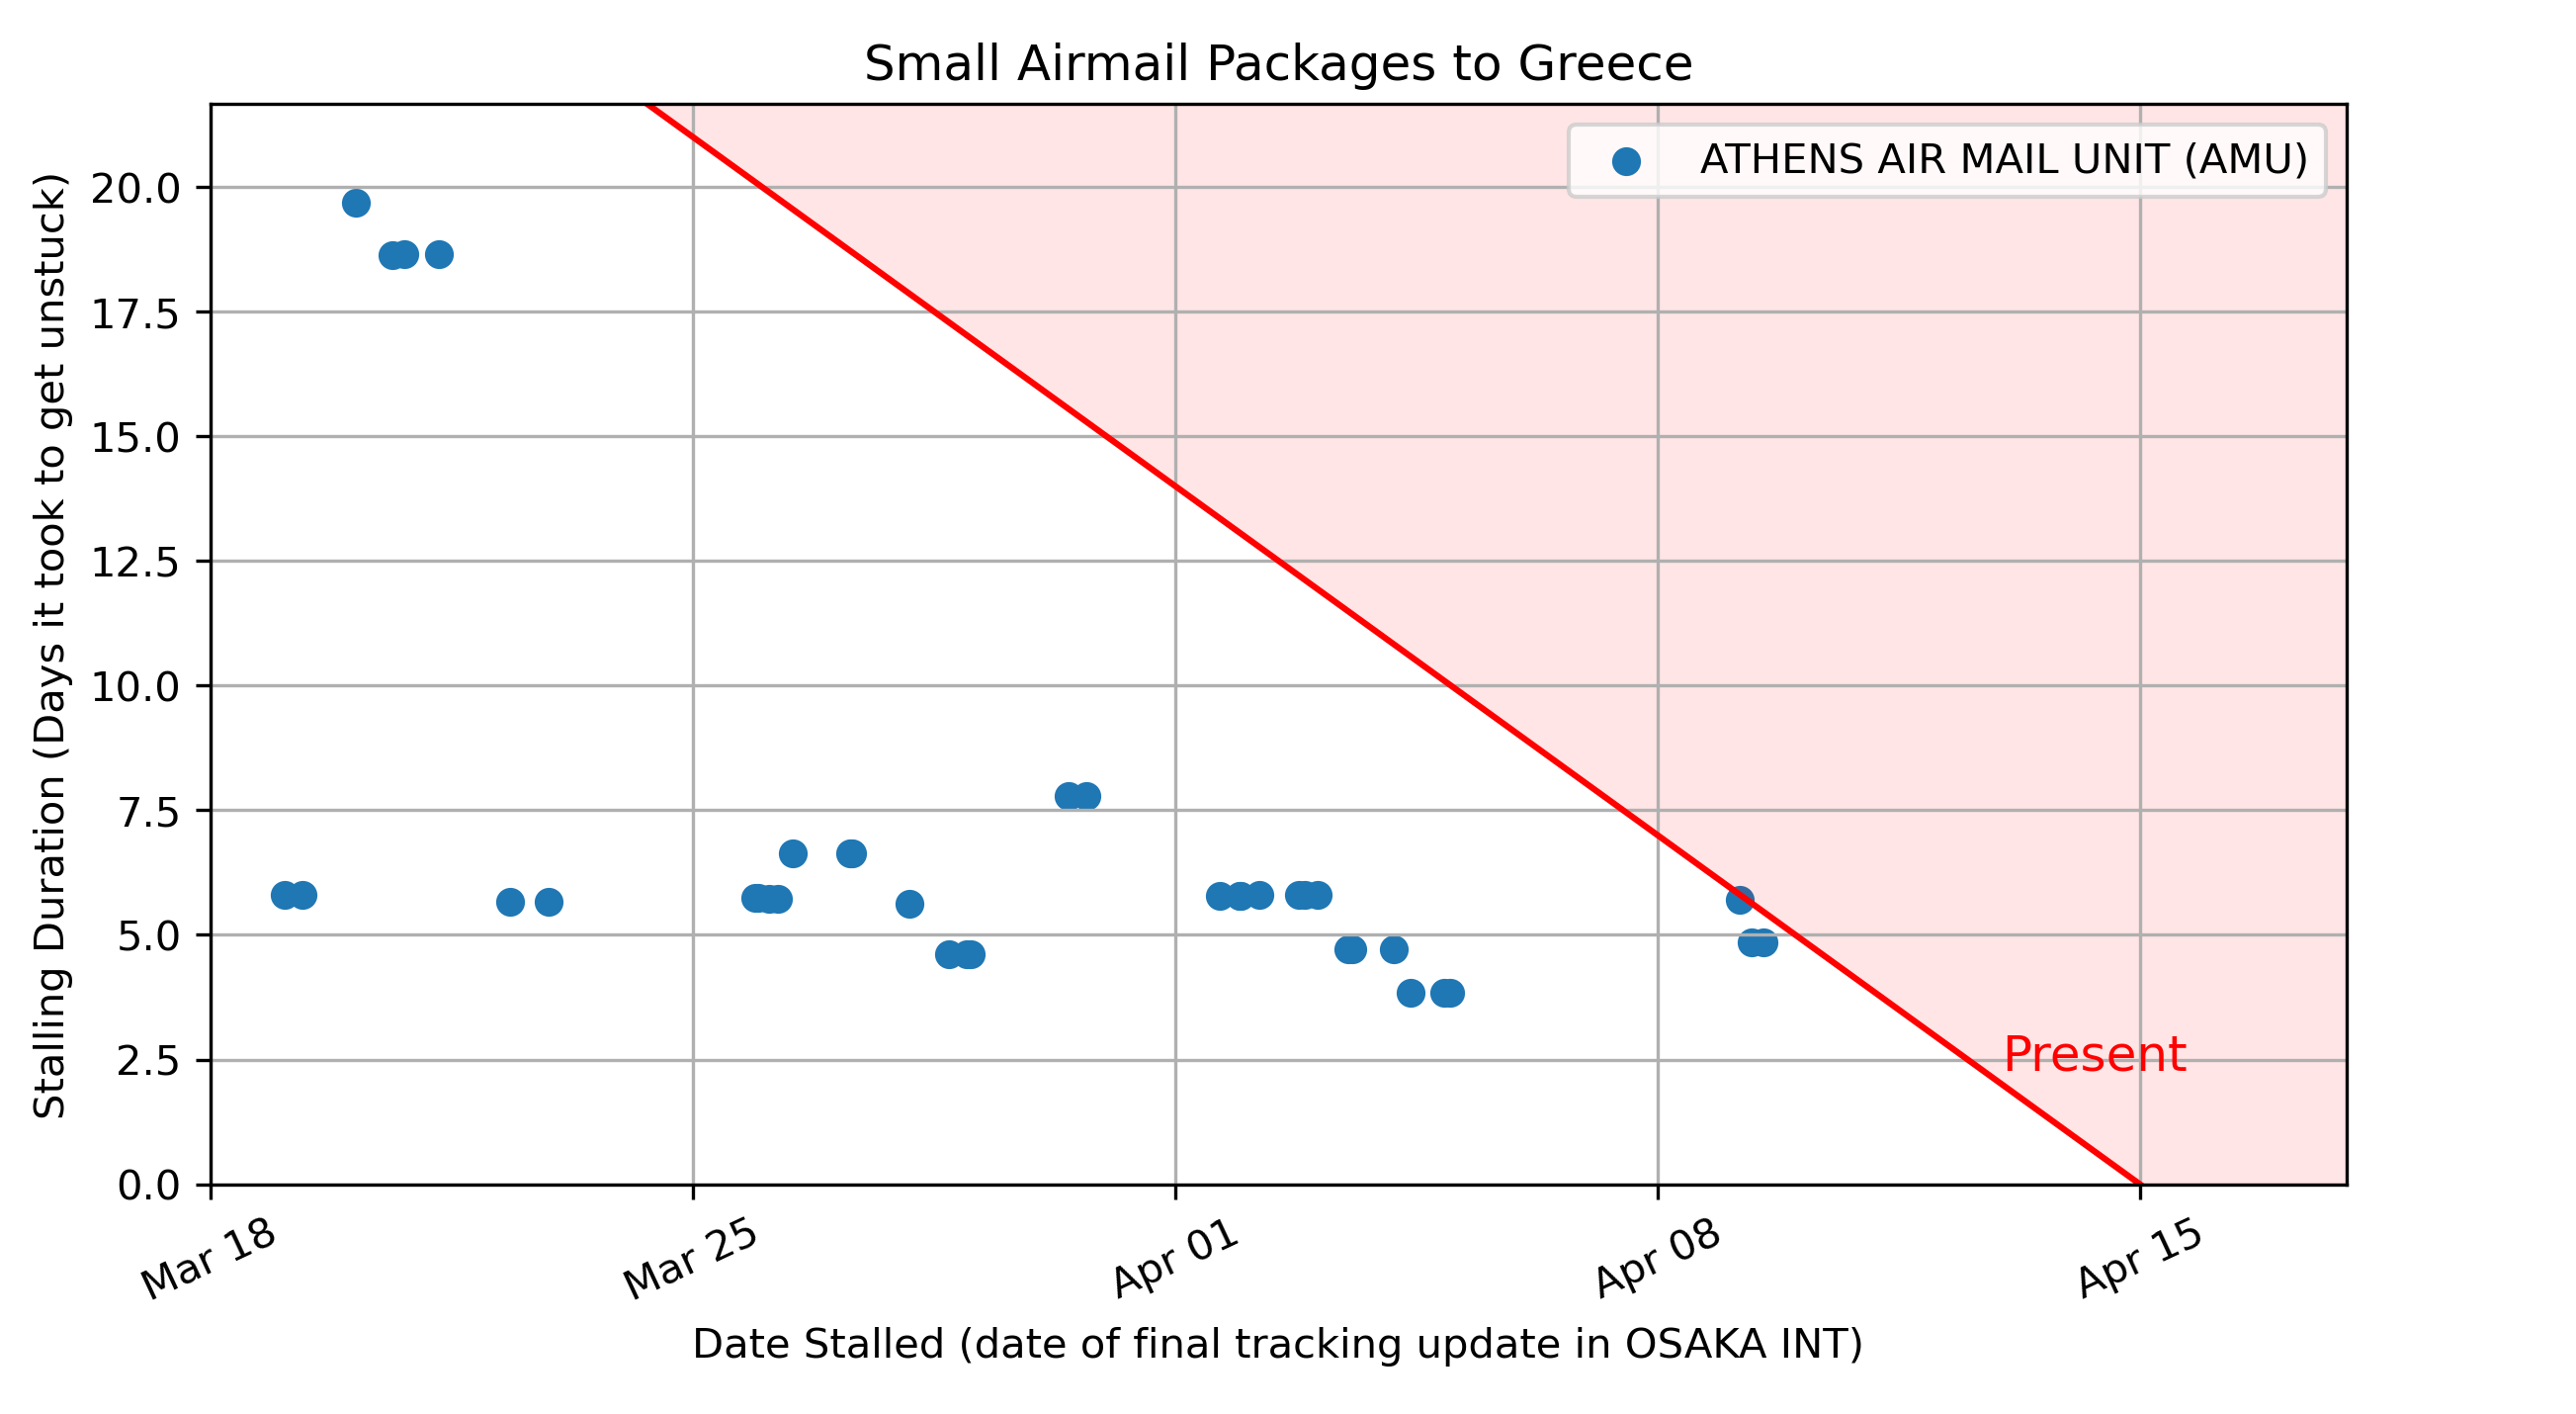 Small Airmail Packages to Greece
ATHENS AIR MAIL UNIT (AMU)
Stalling Duration (Days it took to get unstuck)
20.0
17.5
15.0
12.5
10.0
7.5
5.0
2.5
0.0
Present
Mar 18
Mar 25
Apr 01
Apr 08
Apr 15
Date Stalled (date of final tracking update in OSAKA INT)